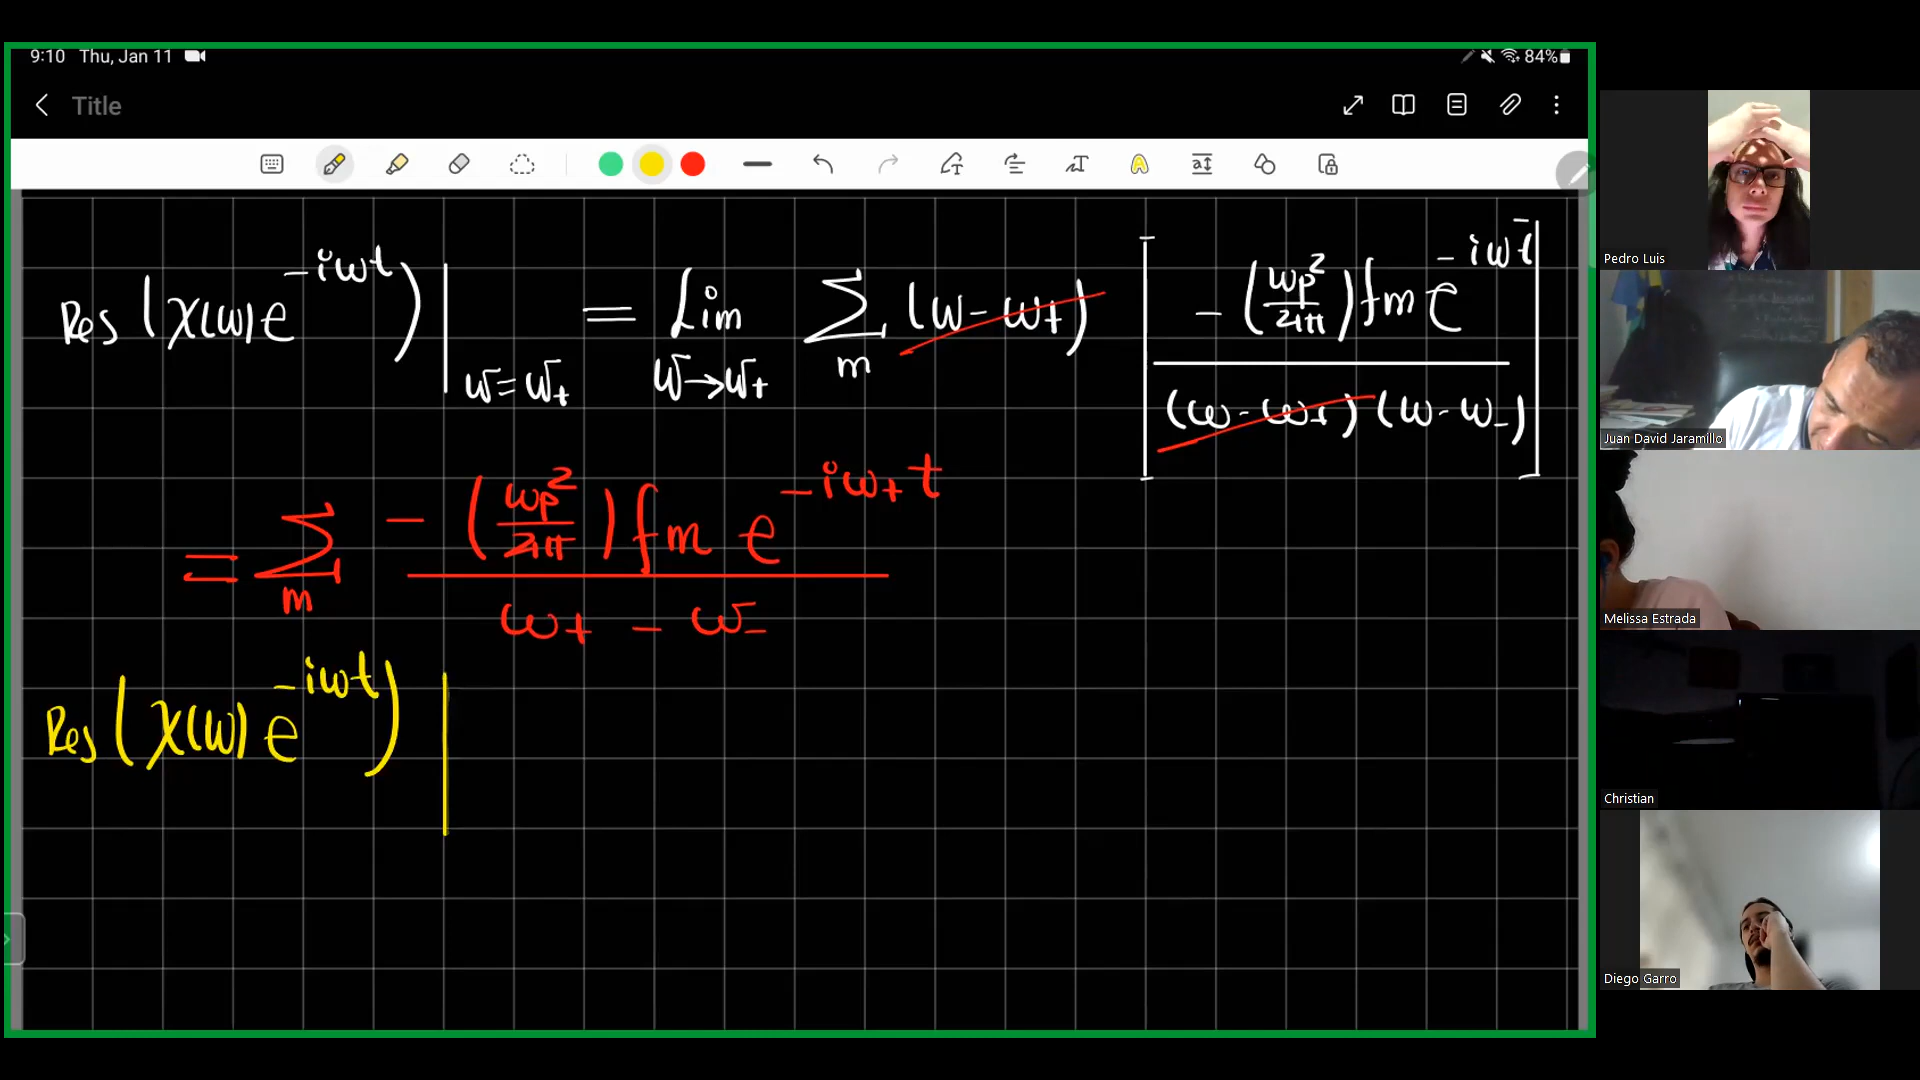 9:10 Thu, Jan 11 84%
Title
Res (χ(ω) e^{-iωt}) |_{ω=ω₊} = Lim_{ω→ω₊} Σ_m (ω - ω₊) [ - (ωp²/2π) fm e^{-iωt} / (ω - ω₊) (ω - ω₋) ]
= Σ_m - (ωp²/2π) fm e^{-iω₊t} / ω₊ - ω₋
Res (χ(ω) e^{-iωt}) |
Pedro Luis
Juan David Jaramillo
Melissa Estrada
Christian
Diego Garro